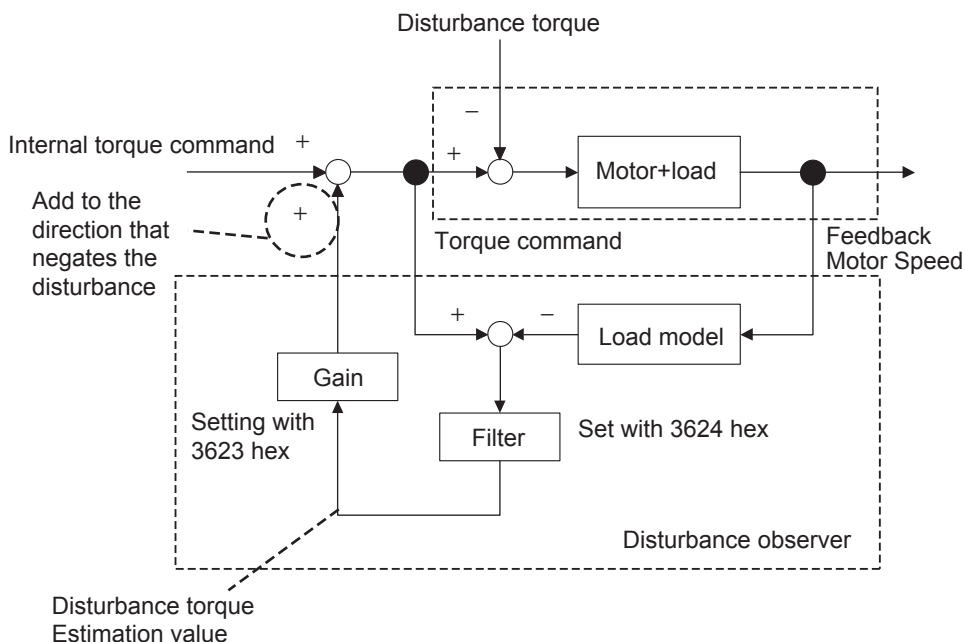 Disturbance torque
−
Internal torque command
+
+
Motor+load
Add to the
direction that
negates the
disturbance
+
Torque command
Feedback
Motor Speed
+
−
Load model
Gain
Setting with
3623 hex
Filter
Set with 3624 hex
Disturbance observer
Disturbance torque
Estimation value